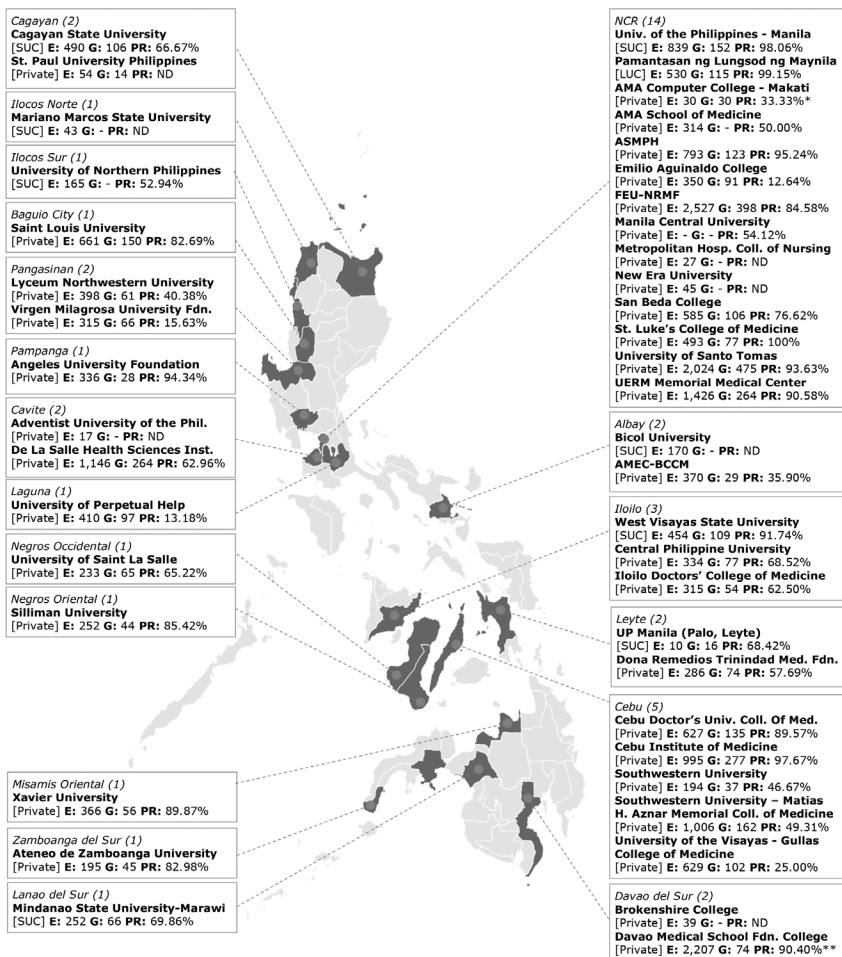 Cagayan (2)
Cagayan State University
[SUC] E: 490 G: 106 PR: 66.67%
St. Paul University Philippines
[Private] E: 54 G: 14 PR: ND
Ilocos Norte (1)
Mariano Marcos State University
[SUC] E: 43 G: - PR: ND
Ilocos Sur (1)
University of Northern Philippines
[SUC] E: 165 G: - PR: 52.94%
Baguio City (1)
Saint Louis University
[Private] E: 661 G: 150 PR: 82.69%
Pangasinan (2)
Lyceum Northwestern University
[Private] E: 398 G: 61 PR: 40.38%
Virgen Milagrosa University Fdn.
[Private] E: 315 G: 66 PR: 15.63%
Pampanga (1)
Angeles University Foundation
[Private] E: 336 G: 28 PR: 94.34%
Cavite (2)
Adventist University of the Phil.
[Private] E: 17 G: - PR: ND
De La Salle Health Sciences Inst.
[Private] E: 1,146 G: 264 PR: 62.96%
Laguna (1)
University of Perpetual Help
[Private] E: 410 G: 97 PR: 13.18%
Negros Occidental (1)
University of Saint La Salle
[Private] E: 233 G: 65 PR: 65.22%
Negros Oriental (1)
Silliman University
[Private] E: 252 G: 44 PR: 85.42%
Misamis Oriental (1)
Xavier University
[Private] E: 366 G: 56 PR: 89.87%
Zamboanga del Sur (1)
Ateneo de Zamboanga University
[Private] E: 195 G: 45 PR: 82.98%
Lanao del Sur (1)
Mindanao State University-Marawi
[SUC] E: 252 G: 66 PR: 69.86%
NCR (14)
Univ. of the Philippines - Manila
[SUC] E: 839 G: 152 PR: 98.06%
Pamantasan ng Lungsod ng Maynila
[LUC] E: 530 G: 115 PR: 99.15%
AMA Computer College - Makati
[Private] E: 30 G: 30 PR: 33.33%*
AMA School of Medicine
[Private] E: 314 G: - PR: 50.00%
ASMPH
[Private] E: 793 G: 123 PR: 95.24%
Emilio Aguinaldo College
[Private] E: 350 G: 91 PR: 12.64%
FEU-NRMF
[Private] E: 2,527 G: 398 PR: 84.58%
Manila Central University
[Private] E: - G: - PR: 54.12%
Metropolitan Hosp. Coll. of Nursing
[Private] E: 27 G: - PR: ND
New Era University
[Private] E: 45 G: - PR: ND
San Beda College
[Private] E: 585 G: 106 PR: 76.62%
St. Luke's College of Medicine
[Private] E: 493 G: 77 PR: 100%
University of Santo Tomas
[Private] E: 2,024 G: 475 PR: 93.63%
UERM Memorial Medical Center
[Private] E: 1,426 G: 264 PR: 90.58%
Albay (2)
Bicol University
[SUC] E: 170 G: - PR: ND
AMEC-BCCM
[Private] E: 370 G: 29 PR: 35.90%
Iloilo (3)
West Visayas State University
[SUC] E: 454 G: 109 PR: 91.74%
Central Philippine University
[Private] E: 334 G: 77 PR: 68.52%
Iloilo Doctors' College of Medicine
[Private] E: 315 G: 54 PR: 62.50%
Leyte (2)
UP Manila (Palo, Leyte)
[SUC] E: 10 G: 16 PR: 68.42%
Dona Remedios Trinindad Med. Fdn.
[Private] E: 286 G: 74 PR: 57.69%
Cebu (5)
Cebu Doctor's Univ. Coll. Of Med.
[Private] E: 627 G: 135 PR: 89.57%
Cebu Institute of Medicine
[Private] E: 995 G: 277 PR: 97.67%
Southwestern University
[Private] E: 194 G: 37 PR: 46.67%
Southwestern University – Matias
H. Aznar Memorial Coll. of Medicine
[Private] E: 1,006 G: 162 PR: 49.31%
University of the Visayas - Gullas
College of Medicine
[Private] E: 629 G: 102 PR: 25.00%
Davao del Sur (2)
Brokenshire College
[Private] E: 39 G: - PR: ND
Davao Medical School Fdn. College
[Private] E: 2,207 G: 74 PR: 90.40%**